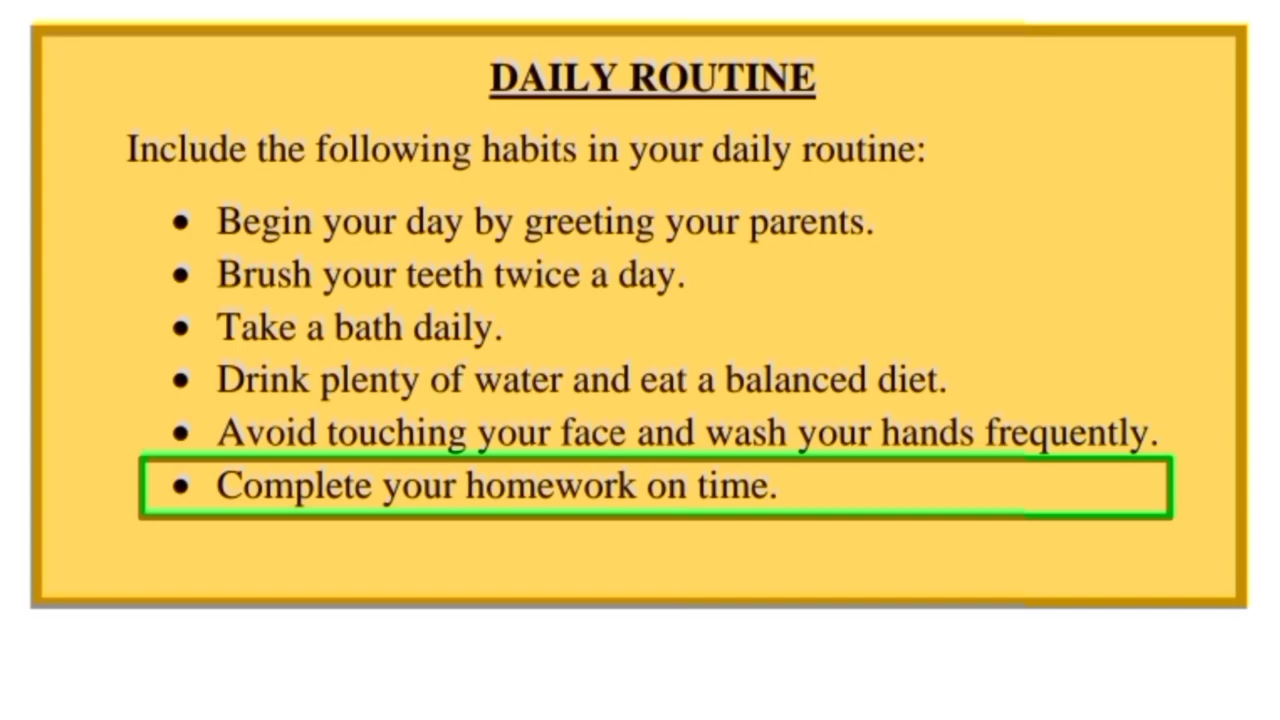 DAILY ROUTINE
Include the following habits in your daily routine:
• Begin your day by greeting your parents.
• Brush your teeth twice a day.
• Take a bath daily.
• Drink plenty of water and eat a balanced diet.
• Avoid touching your face and wash your hands frequently.
• Complete your homework on time.